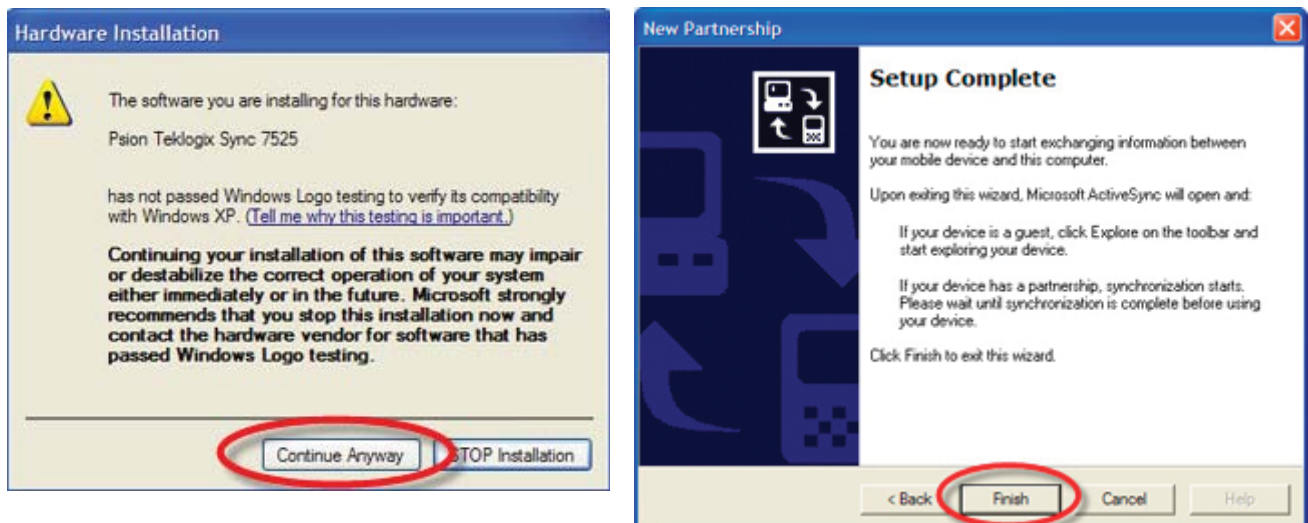 Hardware Installation
The software you are installing for this hardware:
Psion Teklogix Sync 7525
has not passed Windows Logo testing to verify its compatibility
with Windows XP. (Tell me why this testing is important.)
Continuing your installation of this software may impair
or destabilize the correct operation of your system
either immediately or in the future. Microsoft strongly
recommends that you stop this installation now and
contact the hardware vendor for software that has
passed Windows Logo testing.
Continue Anyway
STOP Installation
New Partnership
Setup Complete
You are now ready to start exchanging information between
your mobile device and this computer.
Upon exiting this wizard, Microsoft ActiveSync will open and:
If your device is a guest, click Explore on the toolbar and
start exploring your device.
If your device has a partnership, synchronization starts.
Please wait until synchronization is complete before using
your device.
Click Finish to exit this wizard.
< Back
Finish
Cancel
Help